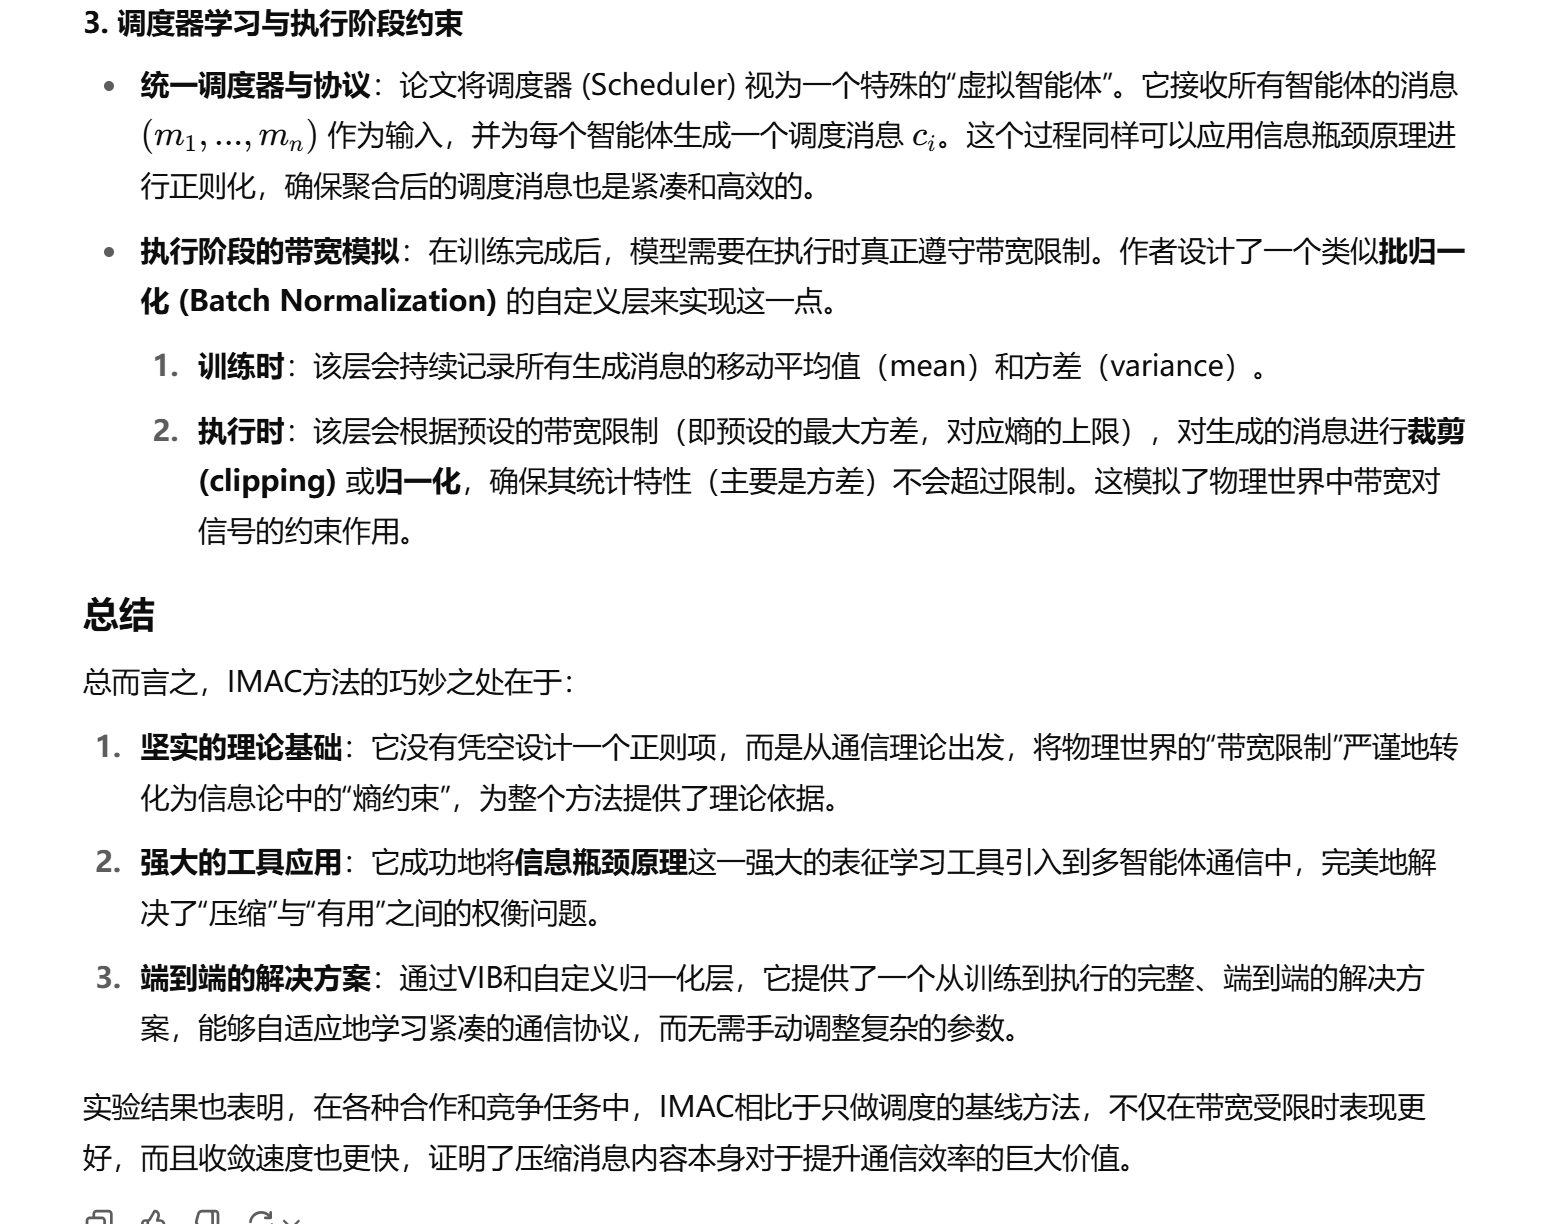 3. 调度器学习与执行阶段约束
• 统一调度器与协议：论文将调度器 (Scheduler) 视为一个特殊的“虚拟智能体”。它接收所有智能体的消息
(m₁, ..., mₙ) 作为输入，并为每个智能体生成一个调度消息 cᵢ。这个过程同样可以应用信息瓶颈原理进
行正则化，确保聚合后的调度消息也是紧凑和高效的。
• 执行阶段的带宽模拟：在训练完成后，模型需要在执行时真正遵守带宽限制。作者设计了一个类似批归一
化 (Batch Normalization) 的自定义层来实现这一点。
1. 训练时：该层会持续记录所有生成消息的移动平均值（mean）和方差（variance）。
2. 执行时：该层会根据预设的带宽限制（即预设的最大方差，对应熵的上限），对生成的消息进行裁剪
(clipping) 或归一化，确保其统计特性（主要是方差）不会超过限制。这模拟了物理世界中带宽对
信号的约束作用。
总结
总而言之，IMAC方法的巧妙之处在于：
1. 坚实的理论基础：它没有凭空设计一个正则项，而是从通信理论出发，将物理世界的“带宽限制”严谨地转
化为信息论中的“熵约束”，为整个方法提供了理论依据。
2. 强大的工具应用：它成功地将信息瓶颈原理这一强大的表征学习工具引入到多智能体通信中，完美地解
决了“压缩”与“有用”之间的权衡问题。
3. 端到端的解决方案：通过VIB和自定义归一化层，它提供了一个从训练到执行的完整、端到端的解决方
案，能够自适应地学习紧凑的通信协议，而无需手动调整复杂的参数。
实验结果也表明，在各种合作和竞争任务中，IMAC相比于只做调度的基线方法，不仅在带宽受限时表现更
好，而且收敛速度也更快，证明了压缩消息内容本身对于提升通信效率的巨大价值。